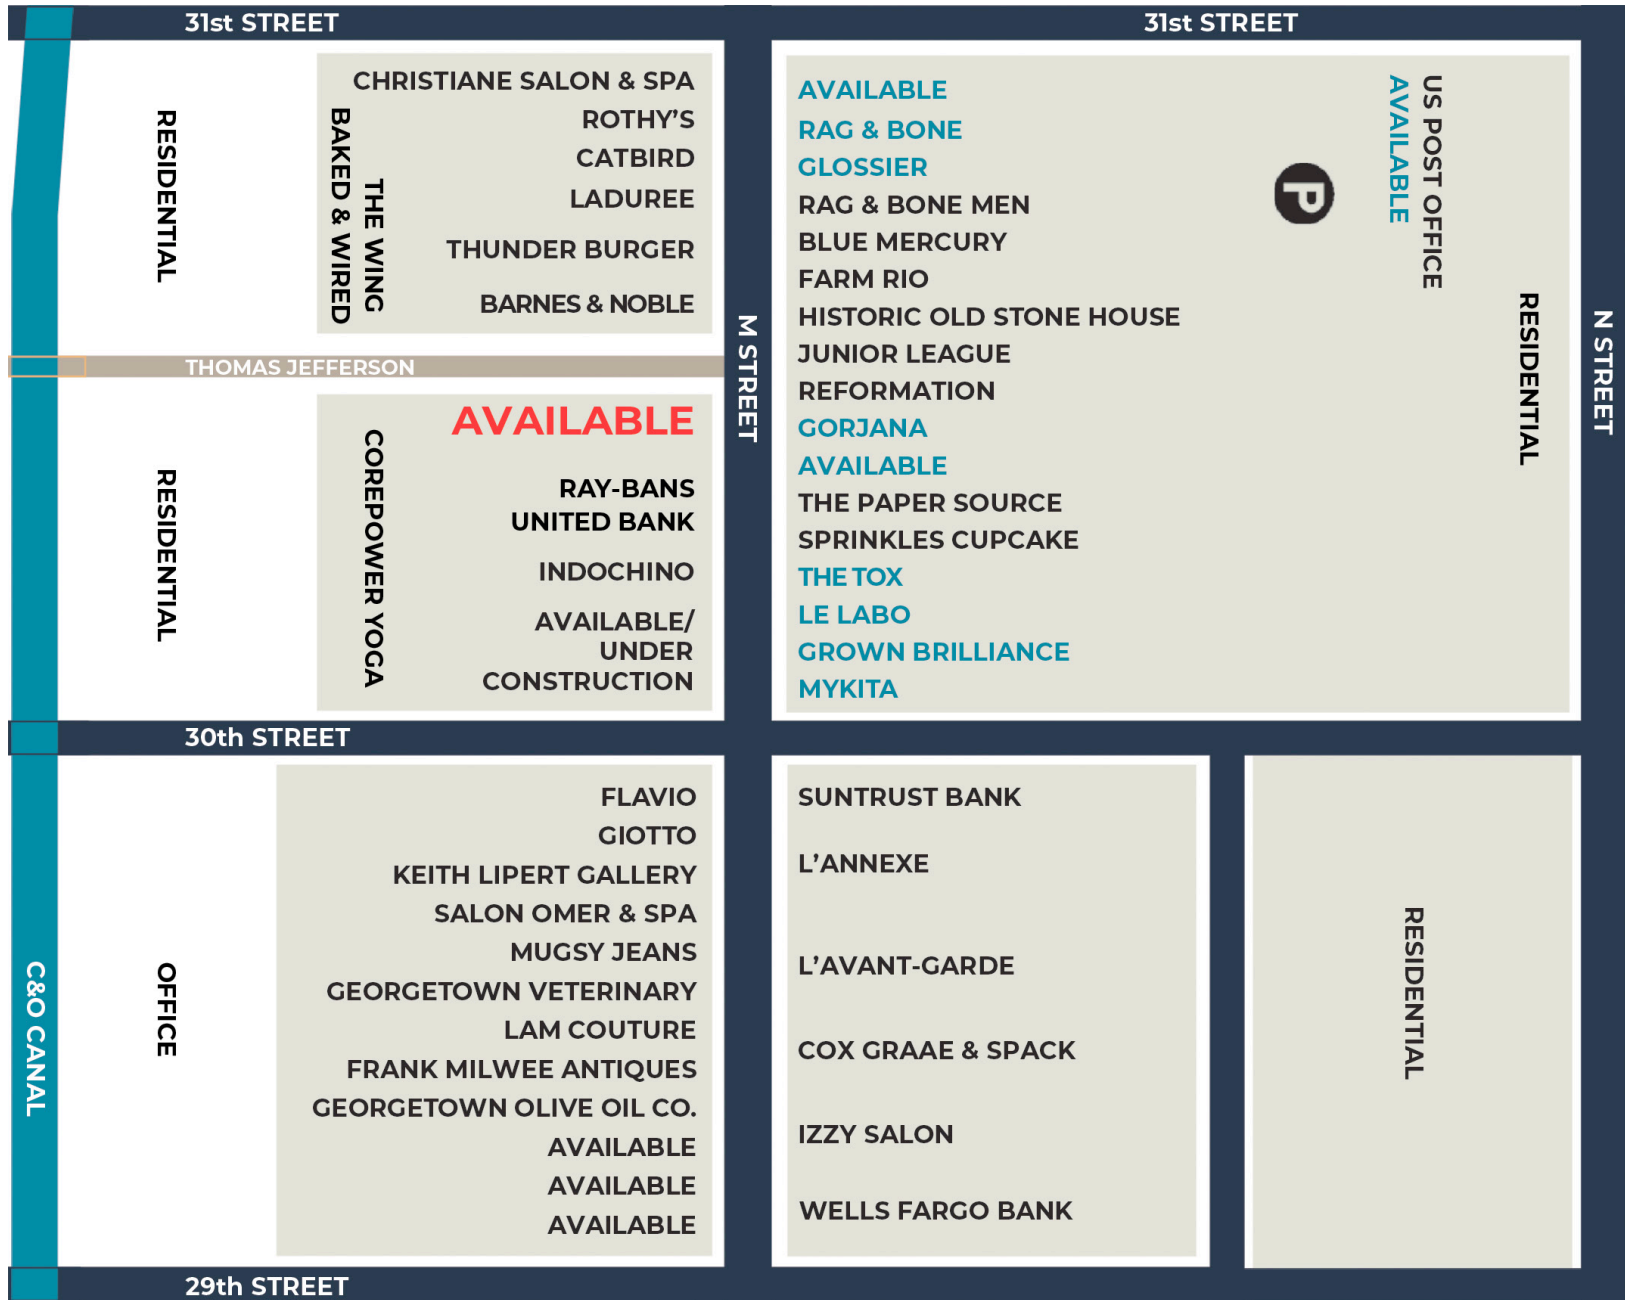 31st STREET
31st STREET
RESIDENTIAL
BAKED & WIRED
THE WING
CHRISTIANE SALON & SPA
ROTHY'S
CATBIRD
LADUREE
THUNDER BURGER
BARNES & NOBLE
THOMAS JEFFERSON
RESIDENTIAL
COREPOWER YOGA
AVAILABLE
RAY-BANS
UNITED BANK
INDOCHINO
AVAILABLE/
UNDER
CONSTRUCTION
M STREET
AVAILABLE
RAG & BONE
GLOSSIER
RAG & BONE MEN
BLUE MERCURY
FARM RIO
HISTORIC OLD STONE HOUSE
JUNIOR LEAGUE
REFORMATION
GORJANA
AVAILABLE
THE PAPER SOURCE
SPRINKLES CUPCAKE
THE TOX
LE LABO
GROWN BRILLIANCE
MYKITA
P
AVAILABLE
US POST OFFICE
RESIDENTIAL
N STREET
30th STREET
C&O CANAL
OFFICE
FLAVIO
GIOTTO
KEITH LIPERT GALLERY
SALON OMER & SPA
MUGSY JEANS
GEORGETOWN VETERINARY
LAM COUTURE
FRANK MILWEE ANTIQUES
GEORGETOWN OLIVE OIL CO.
AVAILABLE
AVAILABLE
AVAILABLE
SUNTRUST BANK
L'ANNEXE
L'AVANT-GARDE
COX GRAAE & SPACK
IZZY SALON
WELLS FARGO BANK
RESIDENTIAL
29th STREET